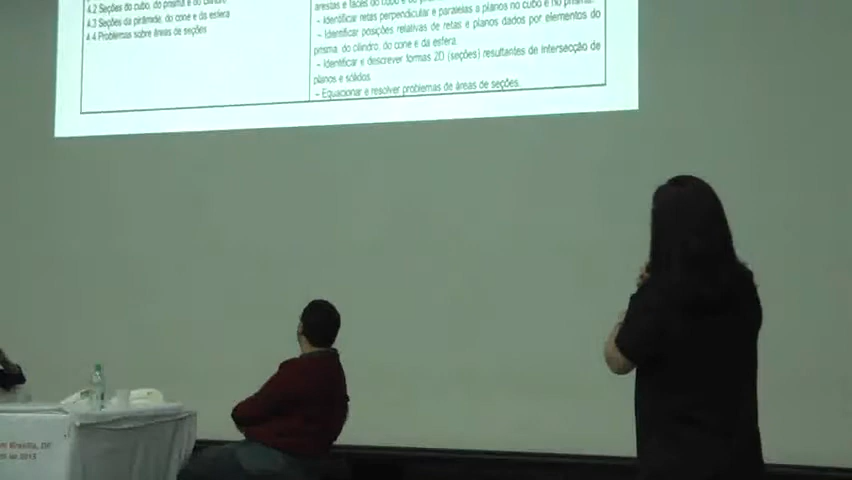 4.2 Seções do cubo, do prisma e do cilindro
4.3 Seções da pirâmide, do cone e da esfera
4.4 Problemas sobre áreas de seções
arestas e faces do cubo e do
– Identificar retas perpendicular e paralelas a planos no cubo e no prisma.
– Identificar posições relativas de retas e planos dados por elementos do
prisma, do cilindro, do cone e da esfera.
– Identificar e descrever formas 2D (seções) resultantes de intersecção de
planos e sólidos.
– Equacionar e resolver problemas de áreas de seções.
Brasília, DF